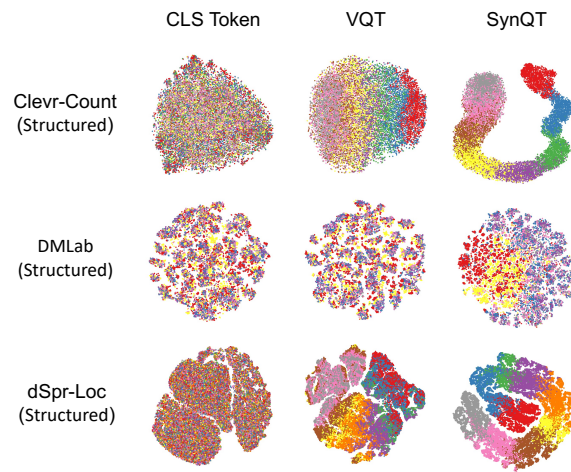 CLS Token
VQT
SynQT
Clevr-Count
(Structured)
DMLab
(Structured)
dSpr-Loc
(Structured)